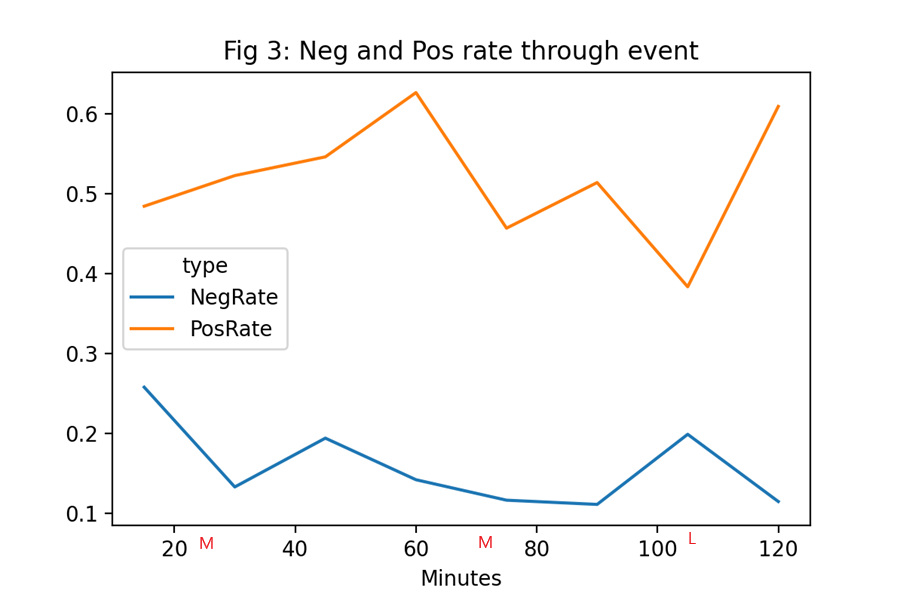 Fig 3: Neg and Pos rate through event
0.6
0.5
0.4
0.3
0.2
0.1
type
NegRate
PosRate
20 M 40 60 M 80 100 L 120
Minutes